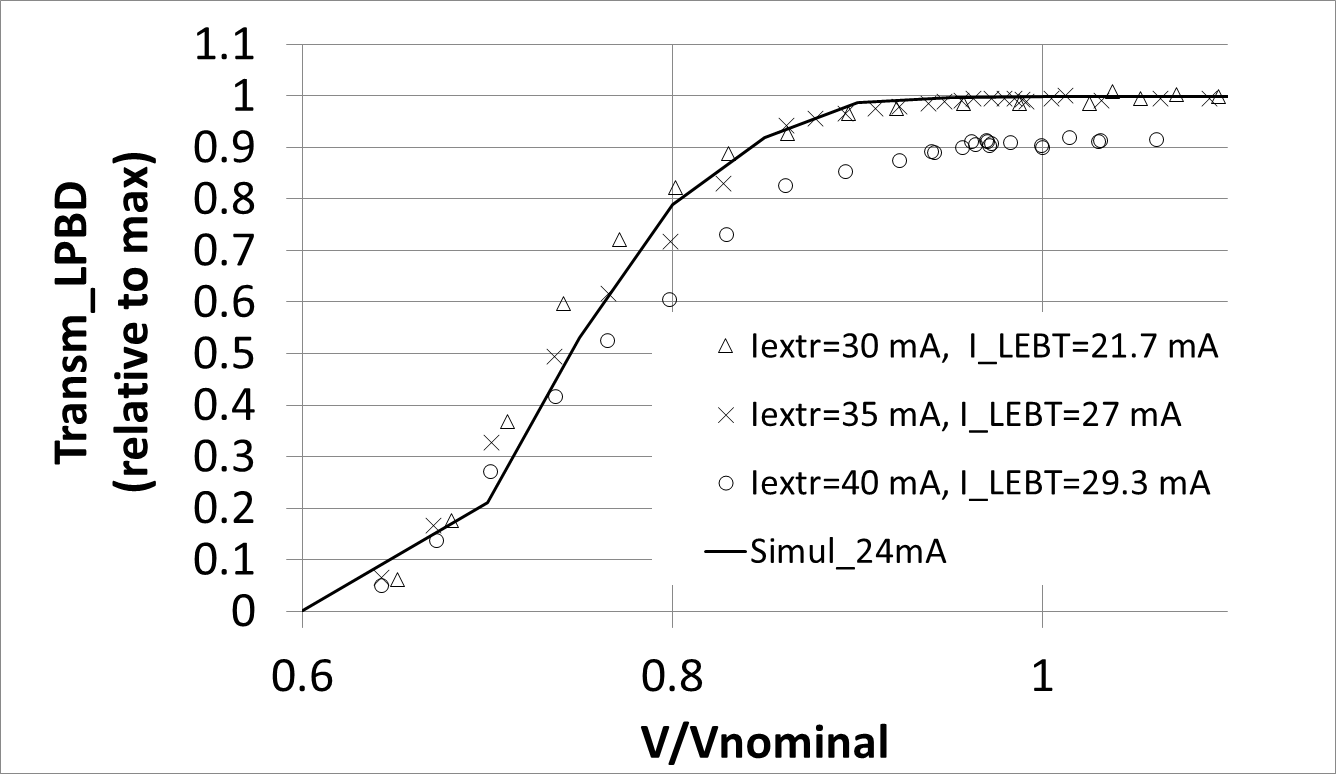 1.1
1
0.9
0.8
0.7
0.6
0.5
0.4
0.3
0.2
0.1
0
Transm_LPBD
(relative to max)
Iextr=30 mA,  I_LEBT=21.7 mA
Iextr=35 mA, I_LEBT=27 mA
Iextr=40 mA, I_LEBT=29.3 mA
Simul_24mA
0.6 0.8 1
V/Vnominal